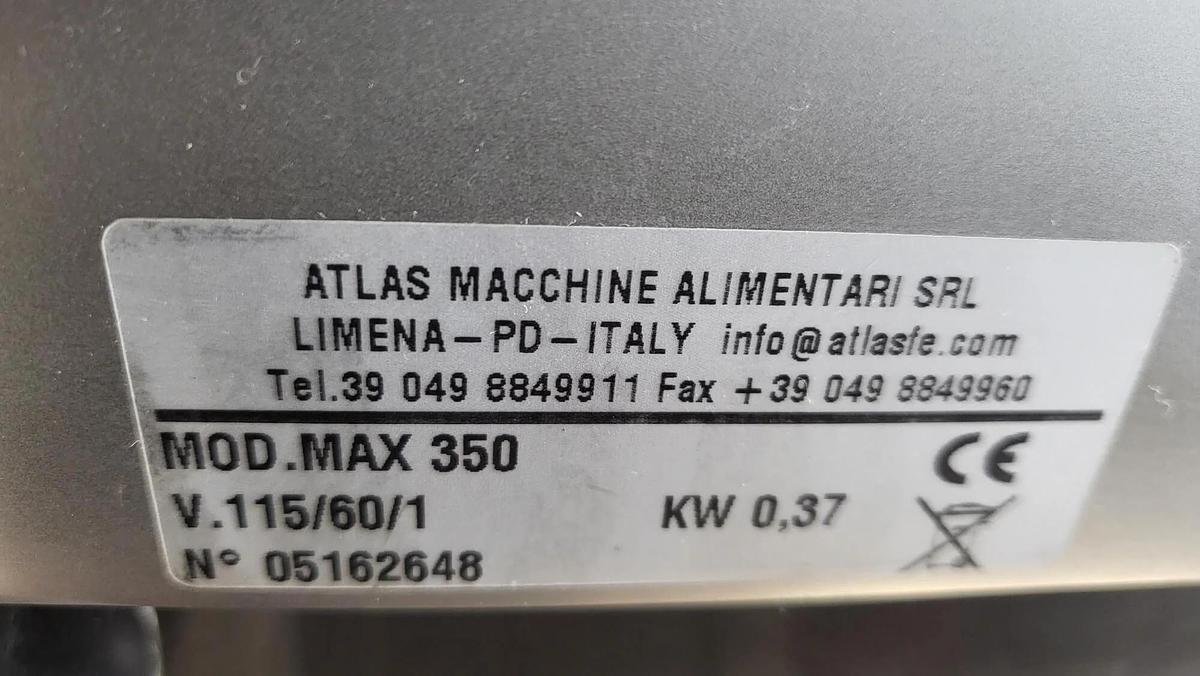 ATLAS MACCHINE ALIMENTARI SRL
LIMENA-PD-ITALY info@atlasfe.com
Tel.39 049 8849911 Fax +39 049 8849960
MOD.MAX 350
V.115/60/1 KW 0,37
N° 05162648
CE